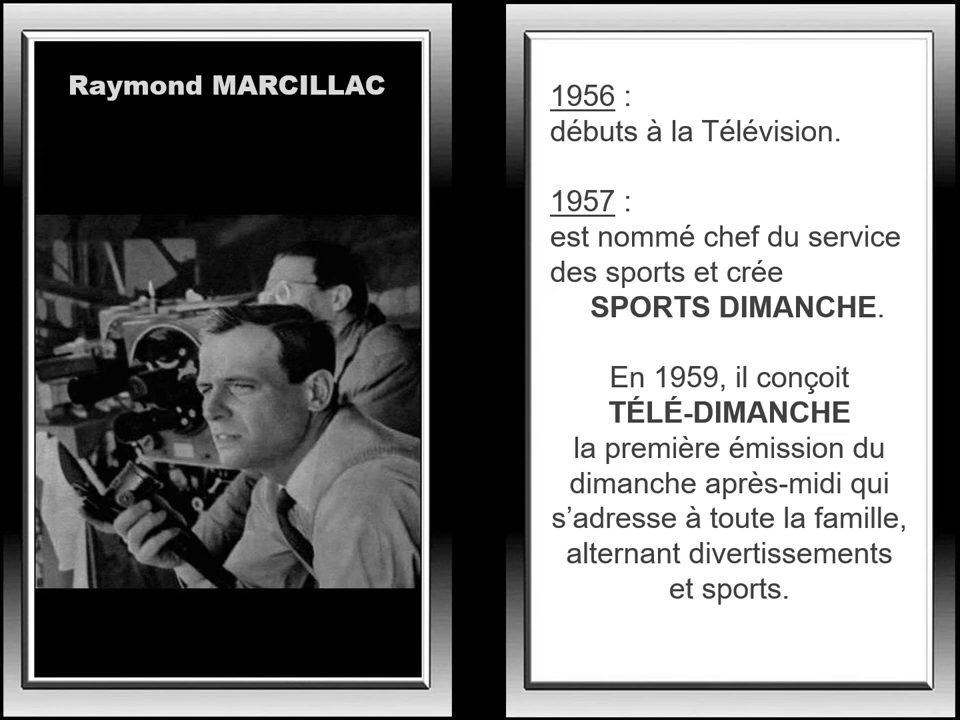 Raymond MARCILLAC
1956 :
débuts à la Télévision.
1957 :
est nommé chef du service
des sports et crée
SPORTS DIMANCHE.
En 1959, il conçoit
TÉLÉ-DIMANCHE
la première émission du
dimanche après-midi qui
s’adresse à toute la famille,
alternant divertissements
et sports.